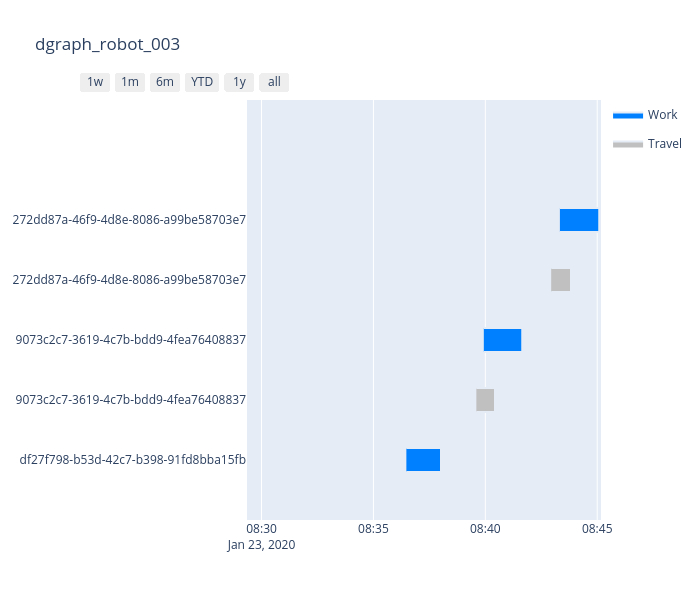 dgraph_robot_003
1w 1m 6m YTD 1y all
Work
Travel
272dd87a-46f9-4d8e-8086-a99be58703e7
272dd87a-46f9-4d8e-8086-a99be58703e7
9073c2c7-3619-4c7b-bdd9-4fea76408837
9073c2c7-3619-4c7b-bdd9-4fea76408837
df27f798-b53d-42c7-b398-91fd8bba15fb
08:30 08:35 08:40 08:45
Jan 23, 2020